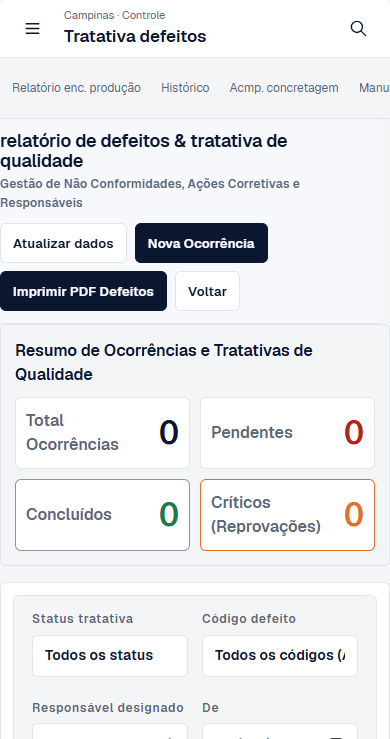 Campinas · Controle
Tratativa defeitos
Relatório enc. produção Histórico Acmp. concretagem Manu
relatório de defeitos & tratativa de
qualidade
Gestão de Não Conformidades, Ações Corretivas e
Responsáveis
Atualizar dados Nova Ocorrência
Imprimir PDF Defeitos Voltar
Resumo de Ocorrências e Tratativas de
Qualidade
Total
Ocorrências 0
Pendentes 0
Concluídos 0
Críticos
(Reprovações) 0
Status tratativa Código defeito
Todos os status Todos os códigos (
Responsável designado De